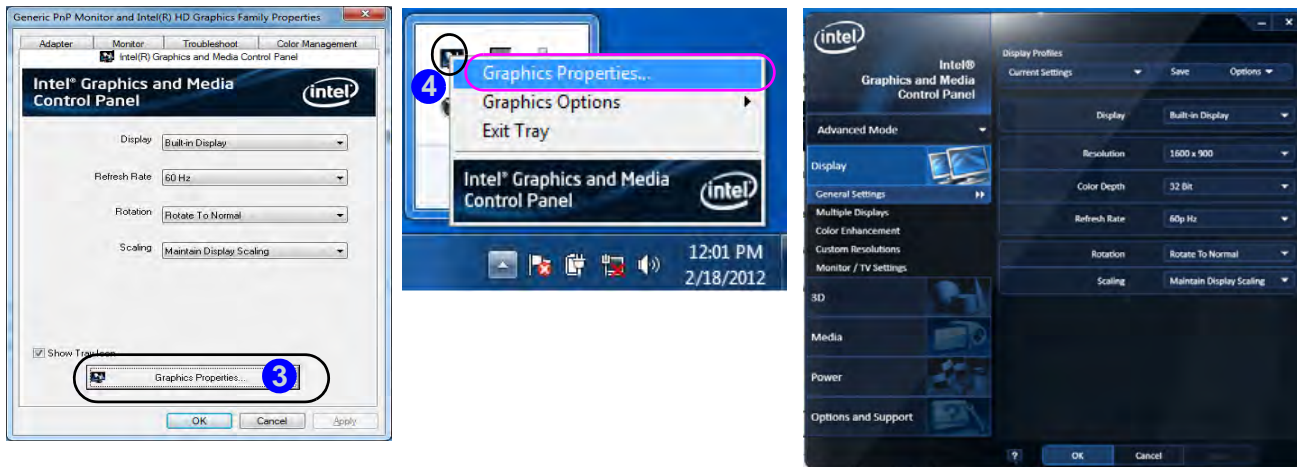 Generic PnP Monitor and Intel(R) HD Graphics Family Properties
Adapter Monitor Troubleshoot Color Management
Intel(R) Graphics and Media Control Panel
Intel® Graphics and Media
Control Panel
intel
Display Built-in Display
Refresh Rate 60 Hz
Rotation Rotate To Normal
Scaling Maintain Display Scaling
Show Tray Icon
Graphics Properties... 3
OK Cancel Apply
4
Graphics Properties...
Graphics Options
Exit Tray
Intel® Graphics and Media
Control Panel
intel
12:01 PM
2/18/2012
intel
Intel®
Graphics and Media
Control Panel
Advanced Mode
Display
General Settings
Multiple Displays
Color Enhancement
Custom Resolutions
Monitor / TV Settings
3D
Media
Power
Options and Support
Display Profiles
Current Settings Save Options
Display Built-in Display
Resolution 1600 x 900
Color Depth 32 Bit
Refresh Rate 60p Hz
Rotation Rotate To Normal
Scaling Maintain Display Scaling
? OK Cancel